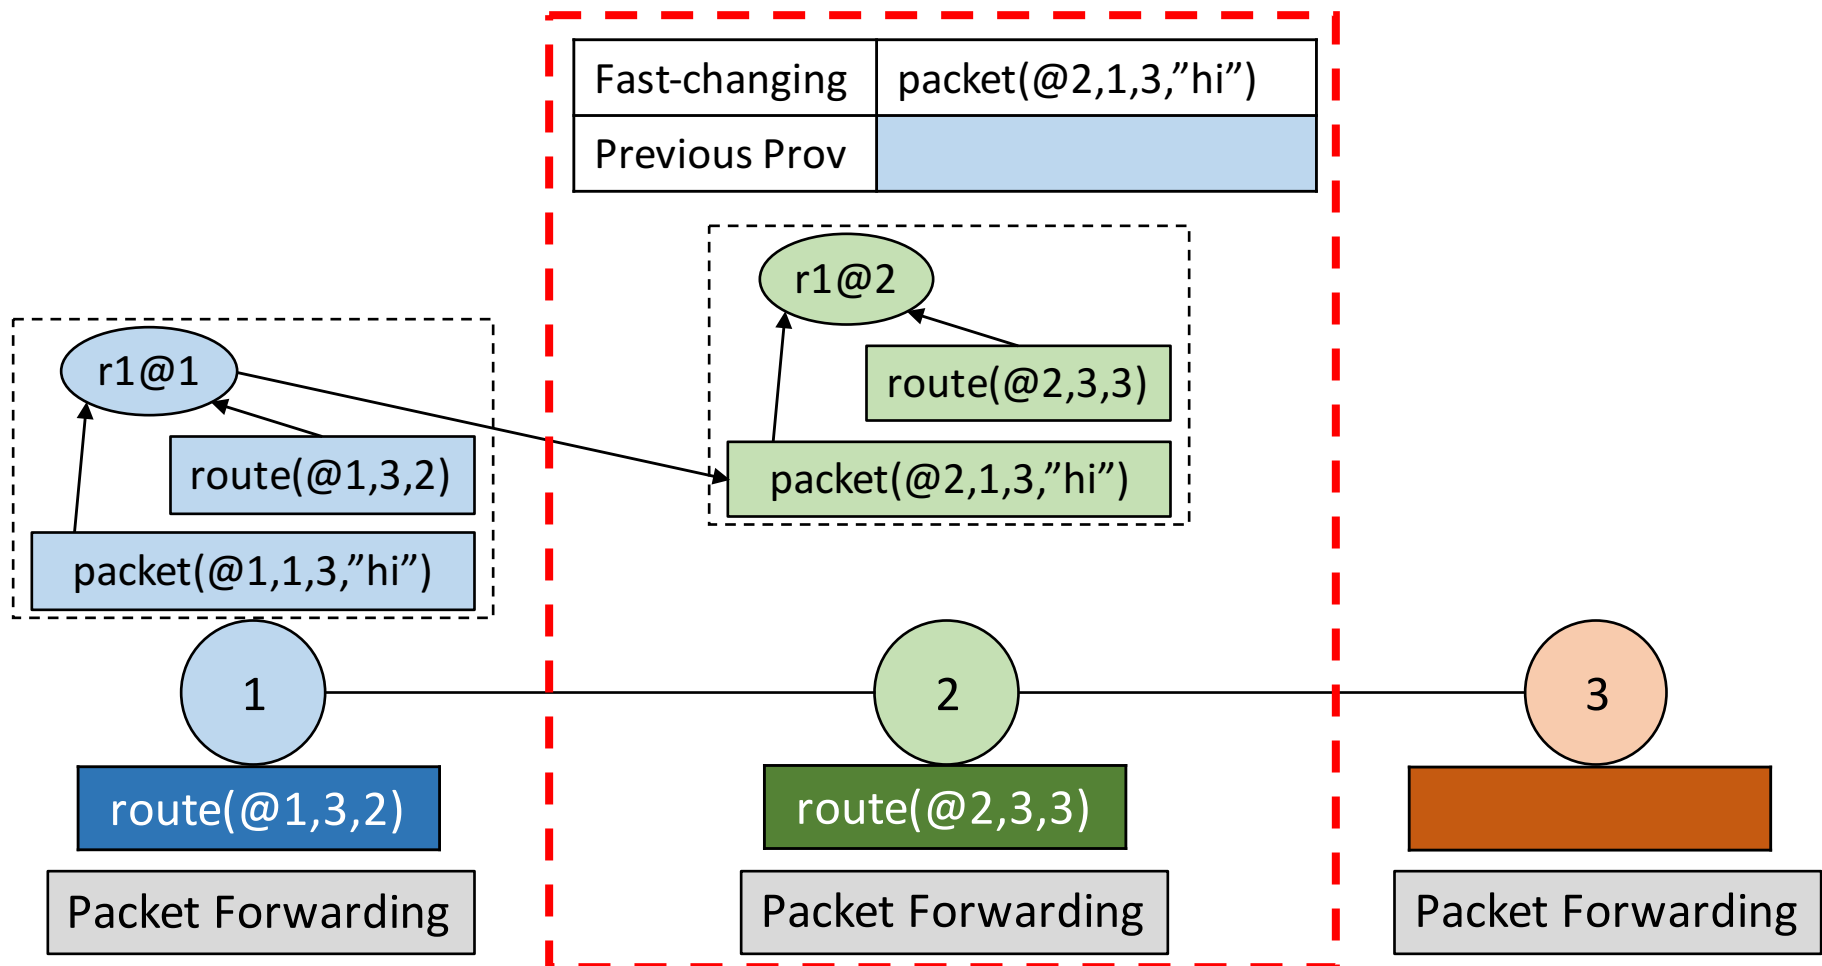 Fast-changing packet(@2,1,3,”hi”)
Previous Prov
r1@2
route(@2,3,3)
packet(@2,1,3,”hi”)
r1@1
route(@1,3,2)
packet(@1,1,3,”hi”)
1 2 3
route(@1,3,2) route(@2,3,3)
Packet Forwarding Packet Forwarding Packet Forwarding